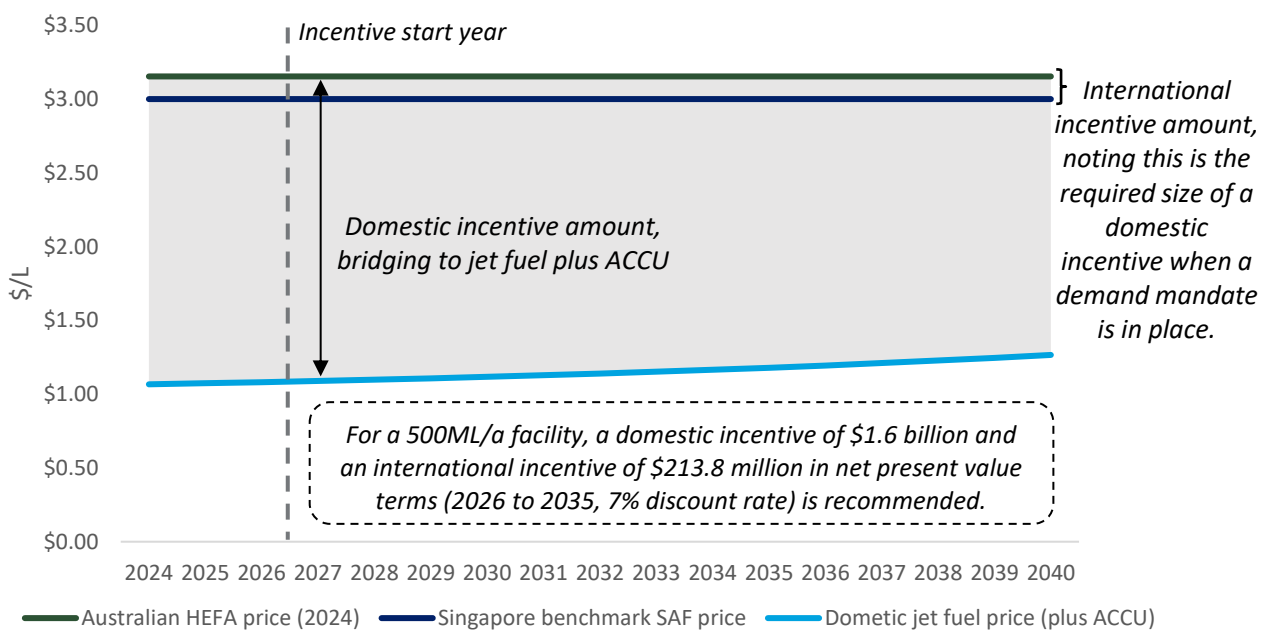 $3.50
Incentive start year
$3.00
$2.50
$2.00
$1.50
$1.00
$0.50
$0.00
$/L
International
incentive amount,
noting this is the
required size of a
domestic
incentive when a
demand mandate
is in place.
Domestic incentive amount,
bridging to jet fuel plus ACCU
For a 500ML/a facility, a domestic incentive of $1.6 billion and
an international incentive of $213.8 million in net present value
terms (2026 to 2035, 7% discount rate) is recommended.
2024 2025 2026 2027 2028 2029 2030 2031 2032 2033 2034 2035 2036 2037 2038 2039 2040
Australian HEFA price (2024) Singapore benchmark SAF price Dometic jet fuel price (plus ACCU)